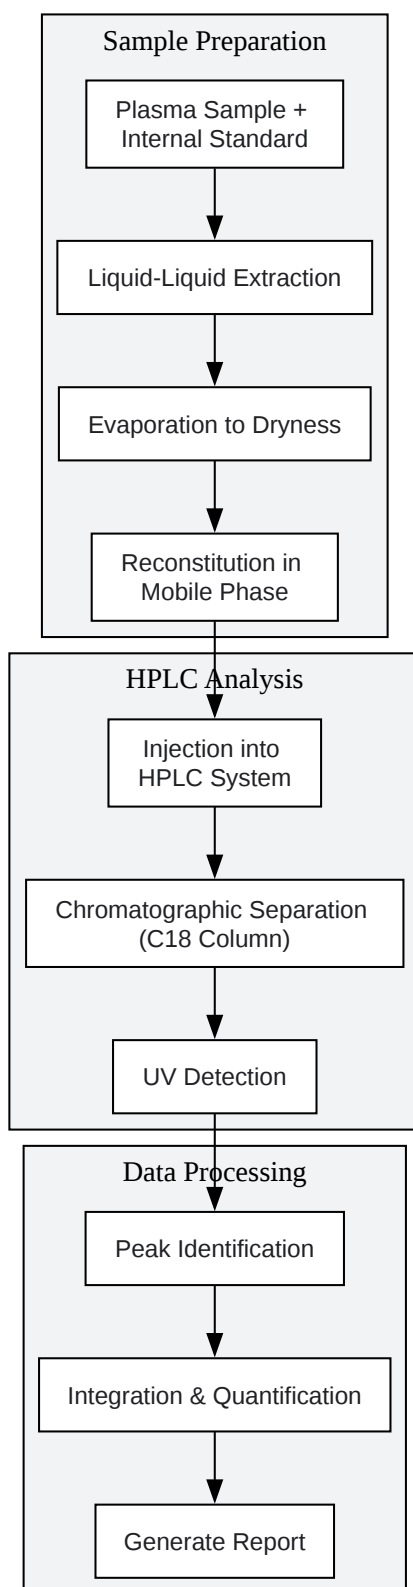 Sample Preparation
Plasma Sample +
Internal Standard
Liquid-Liquid Extraction
Evaporation to Dryness
Reconstitution in
Mobile Phase
HPLC Analysis
Injection into
HPLC System
Chromatographic Separation
(C18 Column)
UV Detection
Data Processing
Peak Identification
Integration & Quantification
Generate Report